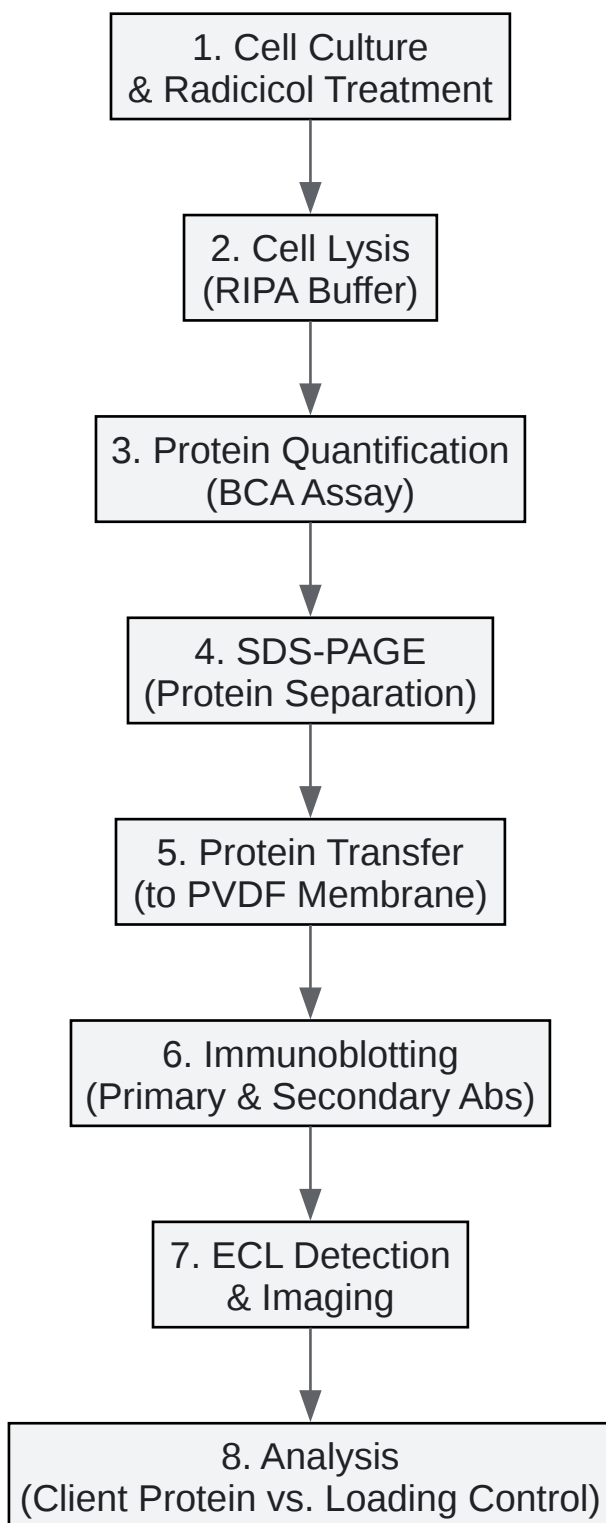 1. Cell Culture
& Radicicol Treatment
2. Cell Lysis
(RIPA Buffer)
3. Protein Quantification
(BCA Assay)
4. SDS-PAGE
(Protein Separation)
5. Protein Transfer
(to PVDF Membrane)
6. Immunoblotting
(Primary & Secondary Abs)
7. ECL Detection
& Imaging
8. Analysis
(Client Protein vs. Loading Control)